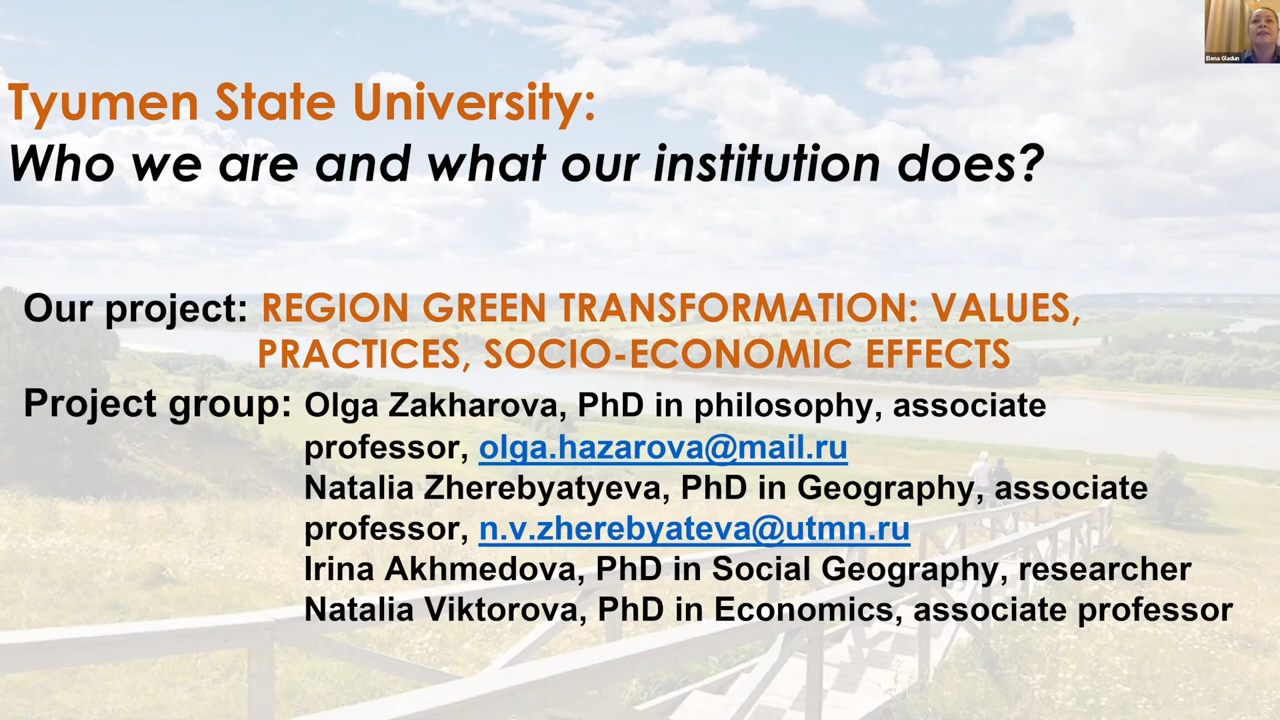 Elena Gladun
Tyumen State University:
Who we are and what our institution does?
Our project: REGION GREEN TRANSFORMATION: VALUES,
PRACTICES, SOCIO-ECONOMIC EFFECTS
Project group: Olga Zakharova, PhD in philosophy, associate
professor, olga.hazarova@mail.ru
Natalia Zherebyatyeva, PhD in Geography, associate
professor, n.v.zherebyateva@utmn.ru
Irina Akhmedova, PhD in Social Geography, researcher
Natalia Viktorova, PhD in Economics, associate professor